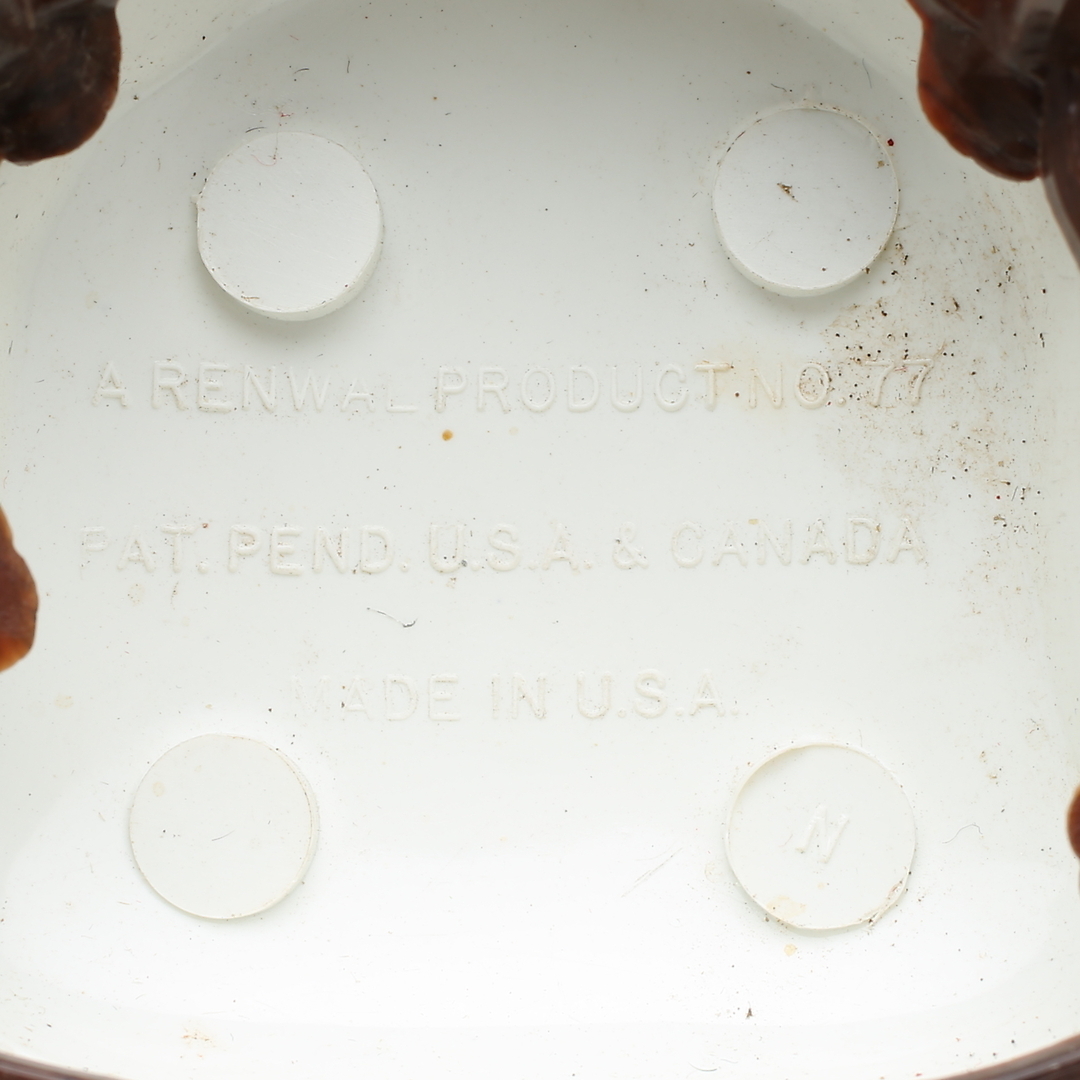 A RENWAL PRODUCT NO. 77
PAT. PEND. U.S.A. & CANADA
MADE IN U.S.A.
N